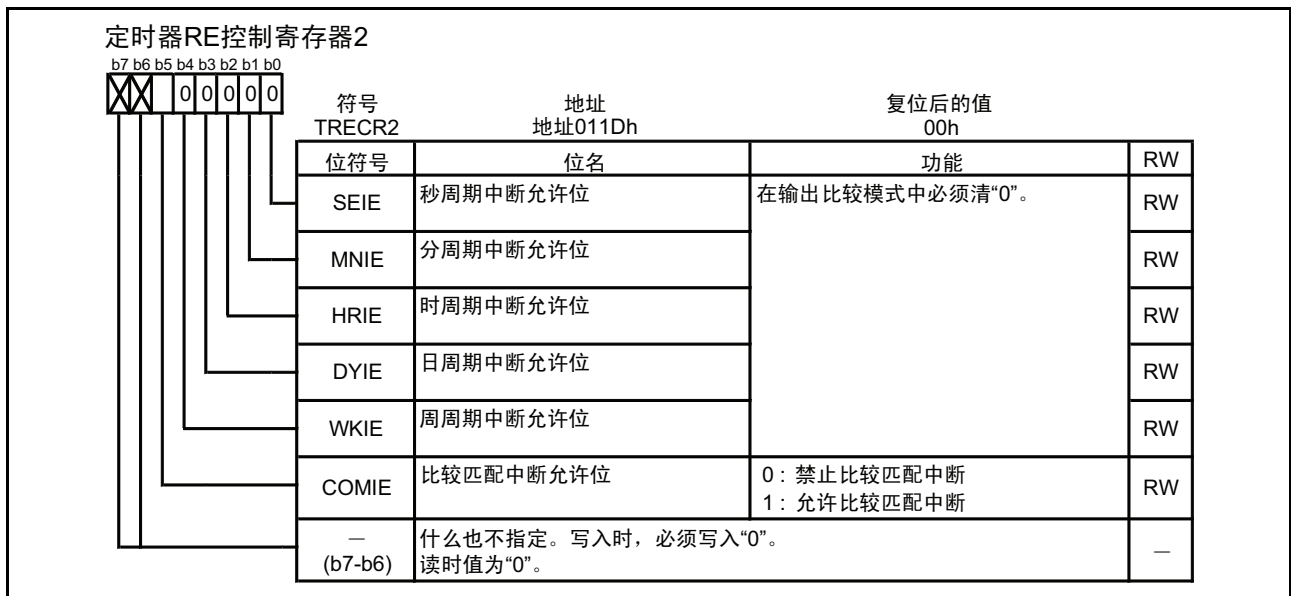 定时器RE控制寄存器2
b7 b6 b5 b4 b3 b2 b1 b0
0 0 0 0 0
符号 地址 复位后的值
TRECR2 地址011Dh 00h
位符号 位名 功能 RW
SEIE 秒周期中断允许位 在输出比较模式中必须清“0”。 RW
MNIE 分周期中断允许位 RW
HRIE 时周期中断允许位 RW
DYIE 日周期中断允许位 RW
WKIE 周周期中断允许位 RW
COMIE 比较匹配中断允许位 0：禁止比较匹配中断 RW
1：允许比较匹配中断
— 什么也不指定。写入时，必须写入“0”。 —
(b7-b6) 读时值为“0”。